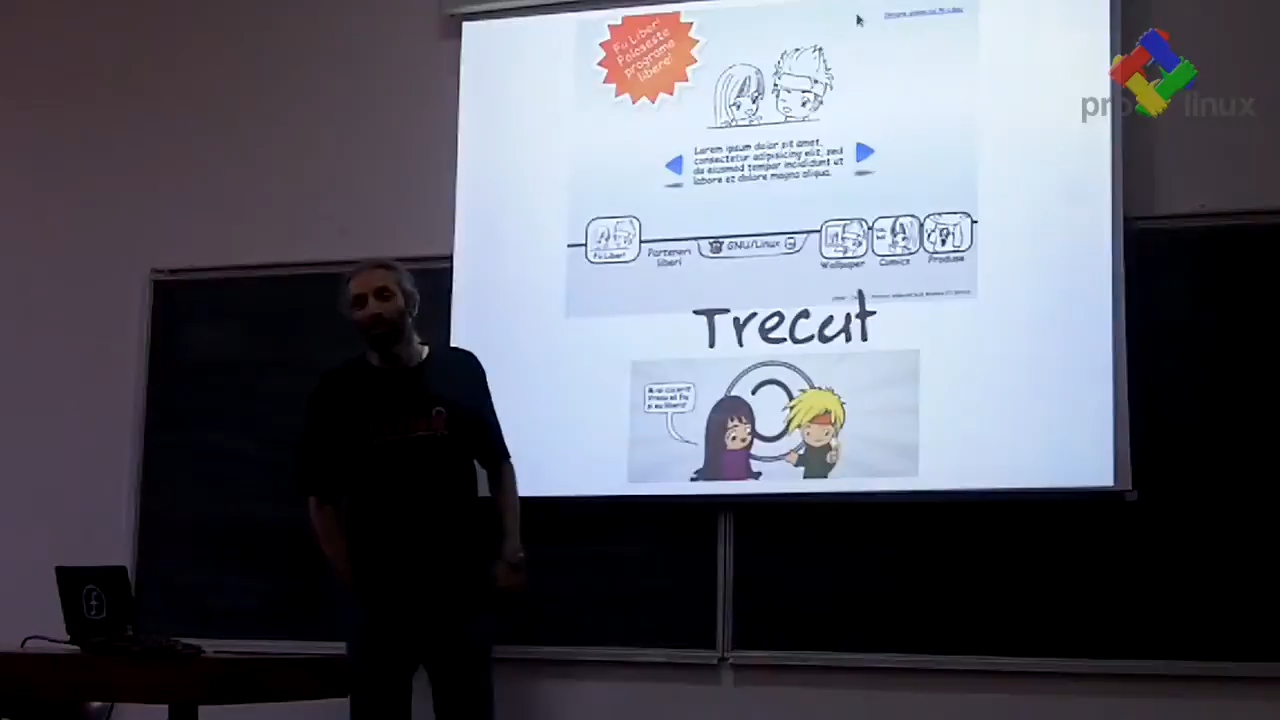 Fii Liber!
Foloseste
programe
libere!
pro linux
Lorem ipsum dolor sit amet,
consectetur adipisicing elit, sed
do eiusmod tempor incididunt ut
labore et dolore magna aliqua.
Fii Liber!
Parteneri
liberi
GNU/Linux
Wallpaper
Comics
Produse
Trecut